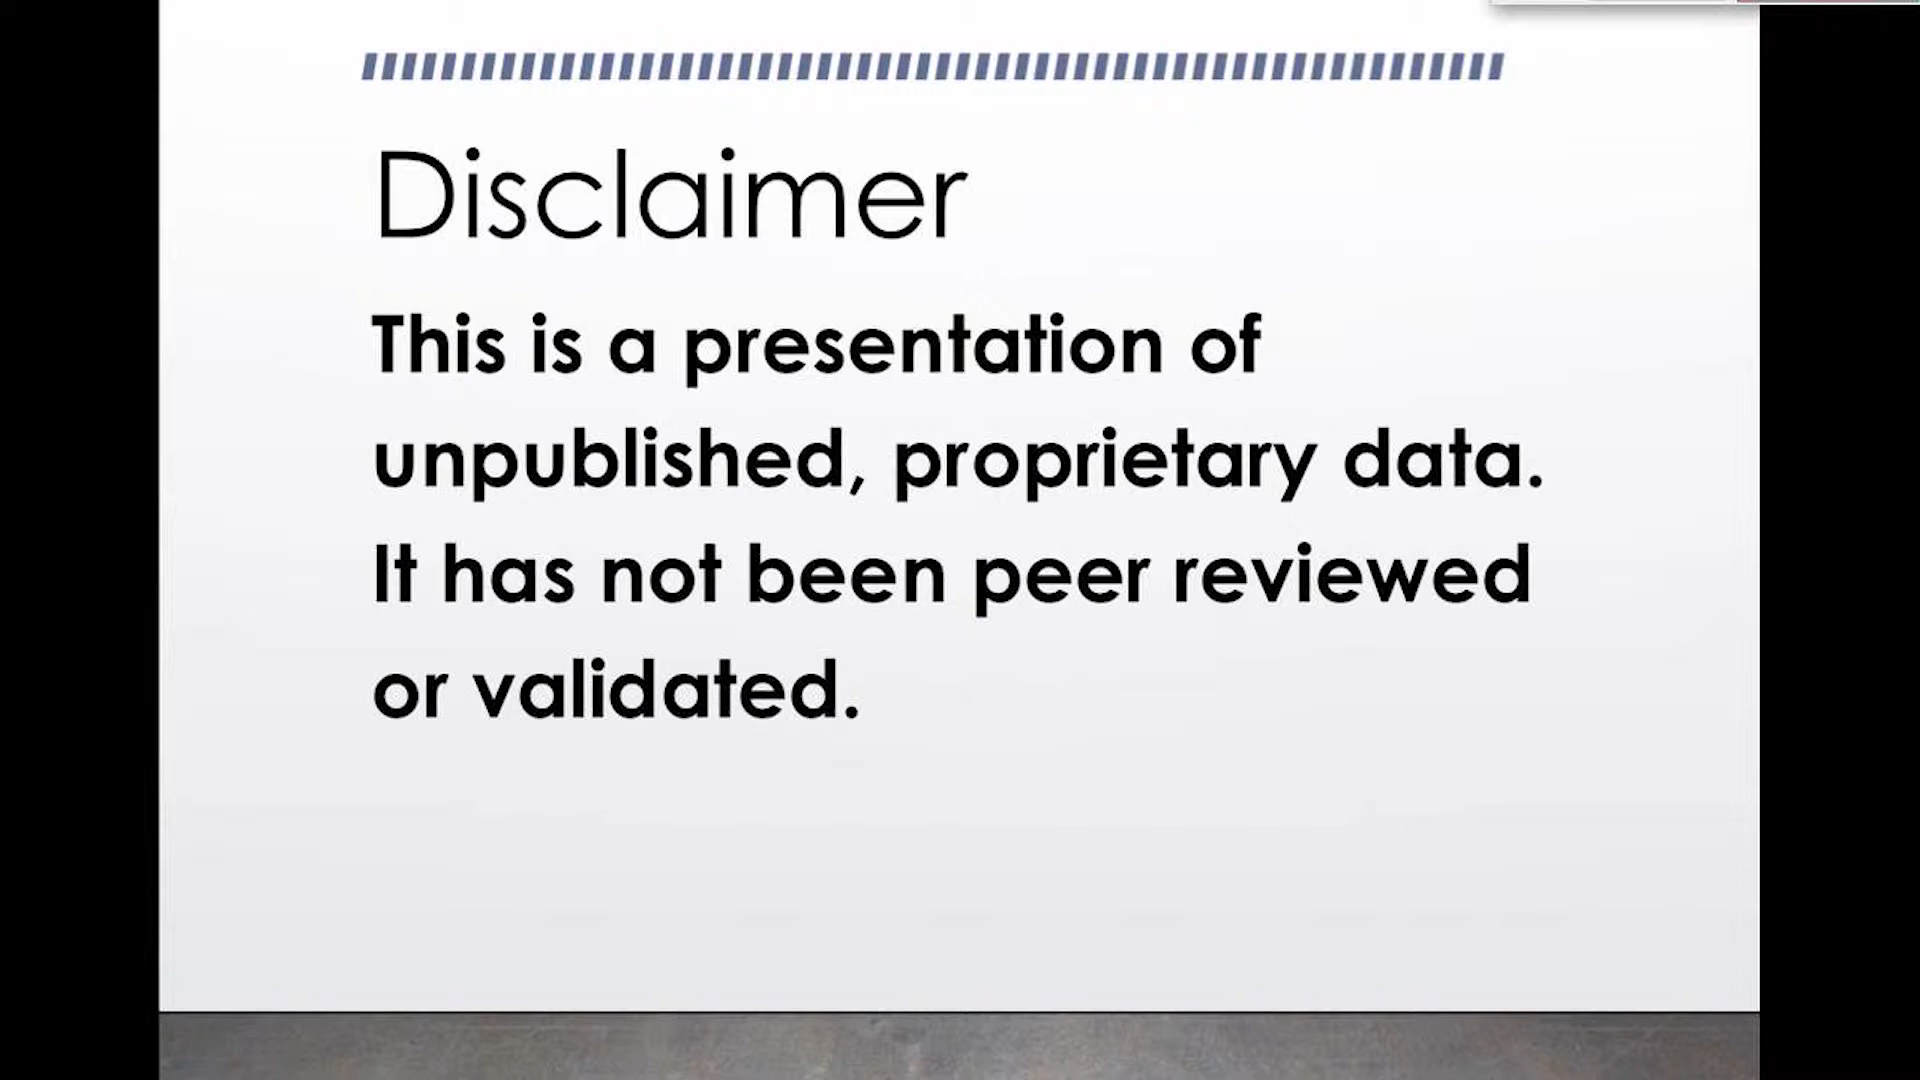 Disclaimer
This is a presentation of
unpublished, proprietary data.
It has not been peer reviewed
or validated.